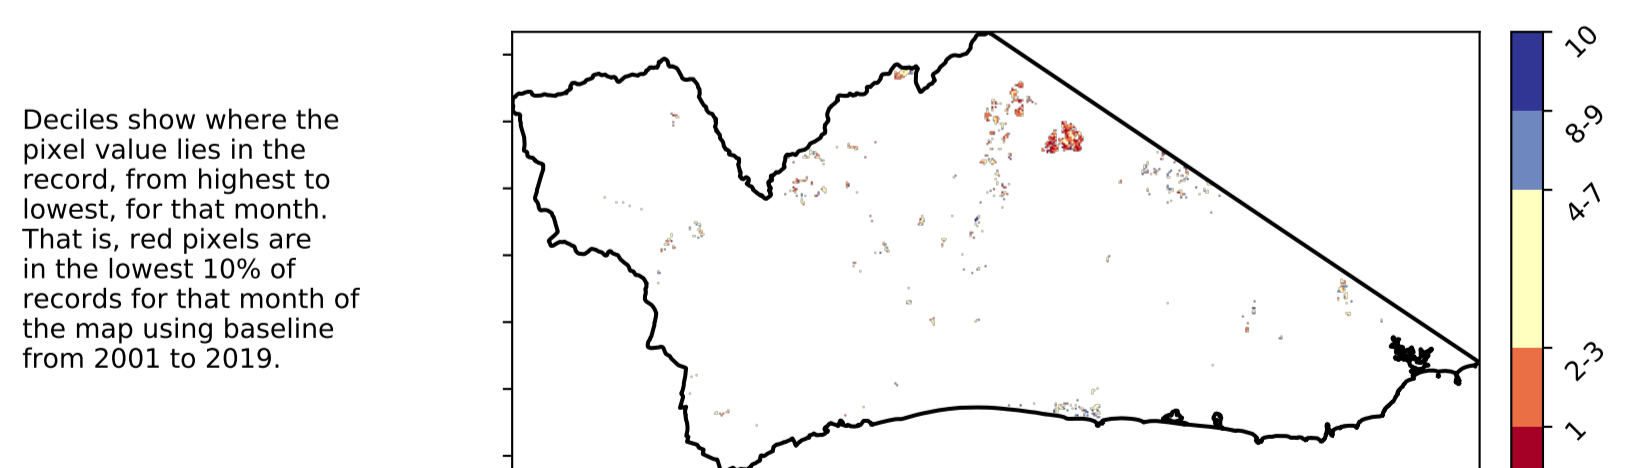 Deciles show where the
pixel value lies in the
record, from highest to
lowest, for that month.
That is, red pixels are
in the lowest 10% of
records for that month of
the map using baseline
from 2001 to 2019.
10
8-9
4-7
2-3
1